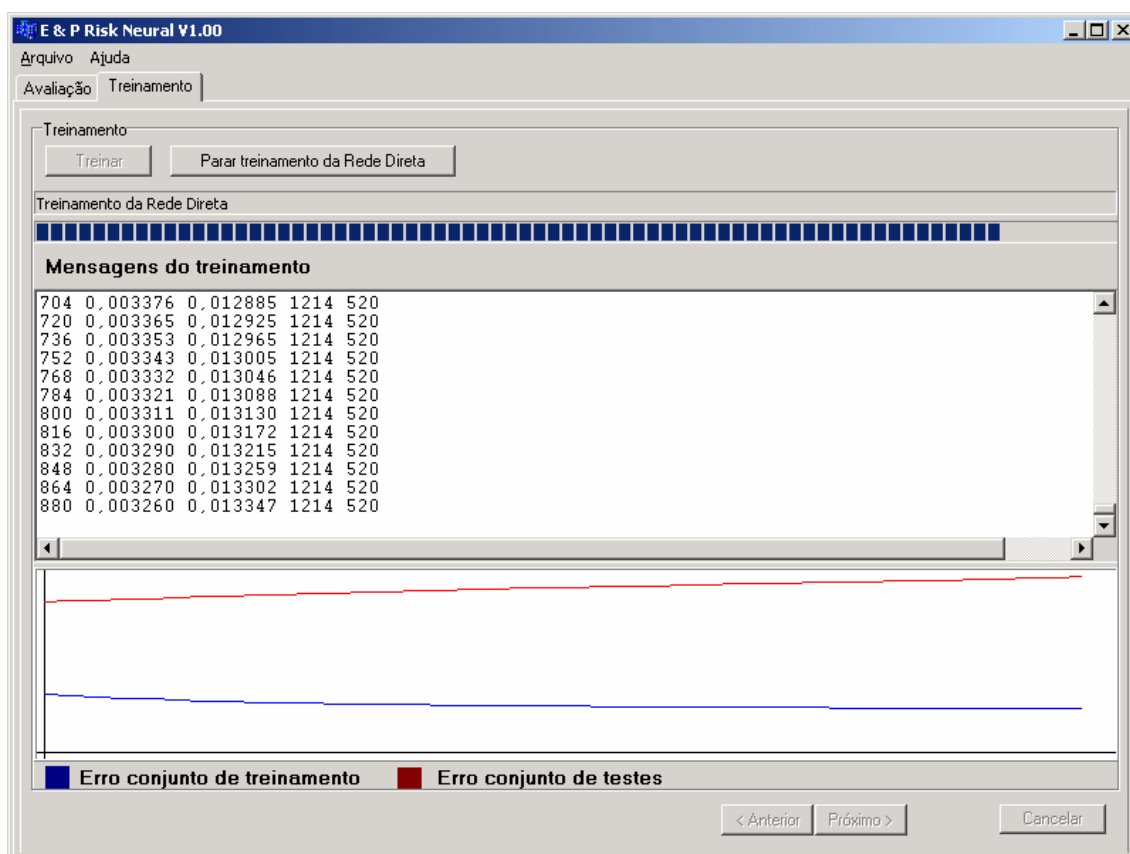 E & P Risk Neural V1.00
Arquivo Ajuda
Avaliação Treinamento
Treinamento
Treinar Parar treinamento da Rede Direta
Treinamento da Rede Direta
Mensagens do treinamento
704 0,003376 0,012885 1214 520
720 0,003365 0,012925 1214 520
736 0,003353 0,012965 1214 520
752 0,003343 0,013005 1214 520
768 0,003332 0,013046 1214 520
784 0,003321 0,013088 1214 520
800 0,003311 0,013130 1214 520
816 0,003300 0,013172 1214 520
832 0,003290 0,013215 1214 520
848 0,003280 0,013259 1214 520
864 0,003270 0,013302 1214 520
880 0,003260 0,013347 1214 520
Erro conjunto de treinamento Erro conjunto de testes
< Anterior Próximo > Cancelar